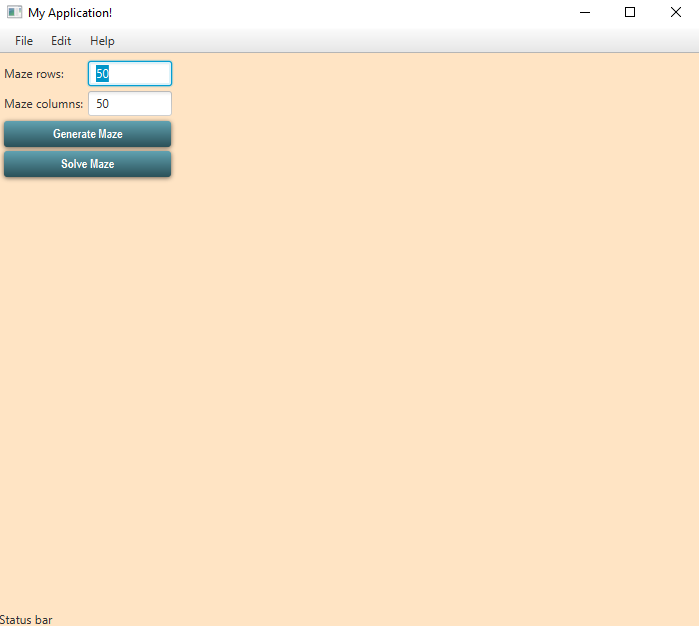 My Application!
File Edit Help
Maze rows: 50
Maze columns: 50
Generate Maze
Solve Maze
Status bar